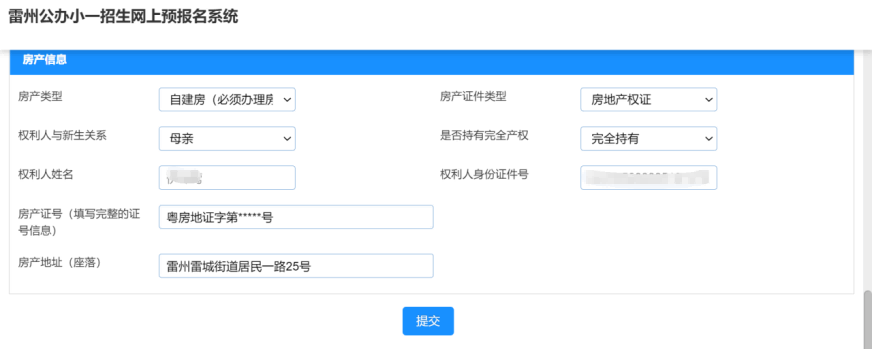 雷州公办小一招生网上预报名系统
房产信息
房产类型 自建房（必须办理房 房产证件类型 房地产权证
权利人与新生关系 母亲 是否持有完全产权 完全持有
权利人姓名 权利人身份证件号
房产证号（填写完整的证
号信息） 粤房地证字第*****号
房产地址（座落） 雷州雷城街道居民一路25号
提交